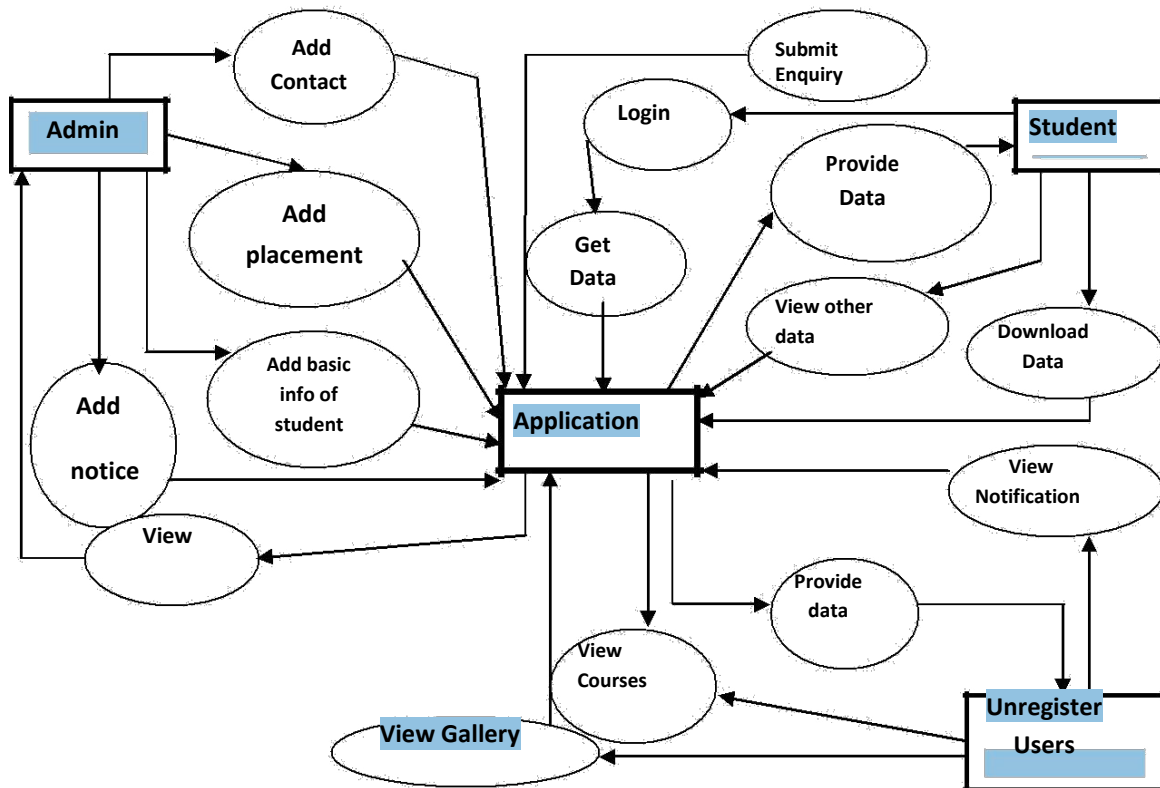 Add
Contact
Submit
Enquiry
Admin
Login
Student
Provide
Data
Add
placement
Get
Data
View other
data
Download
Data
Add basic
info of
student
Application
Add
notice
View
Notification
View
Provide
data
View
Courses
View Gallery
Unregister
Users